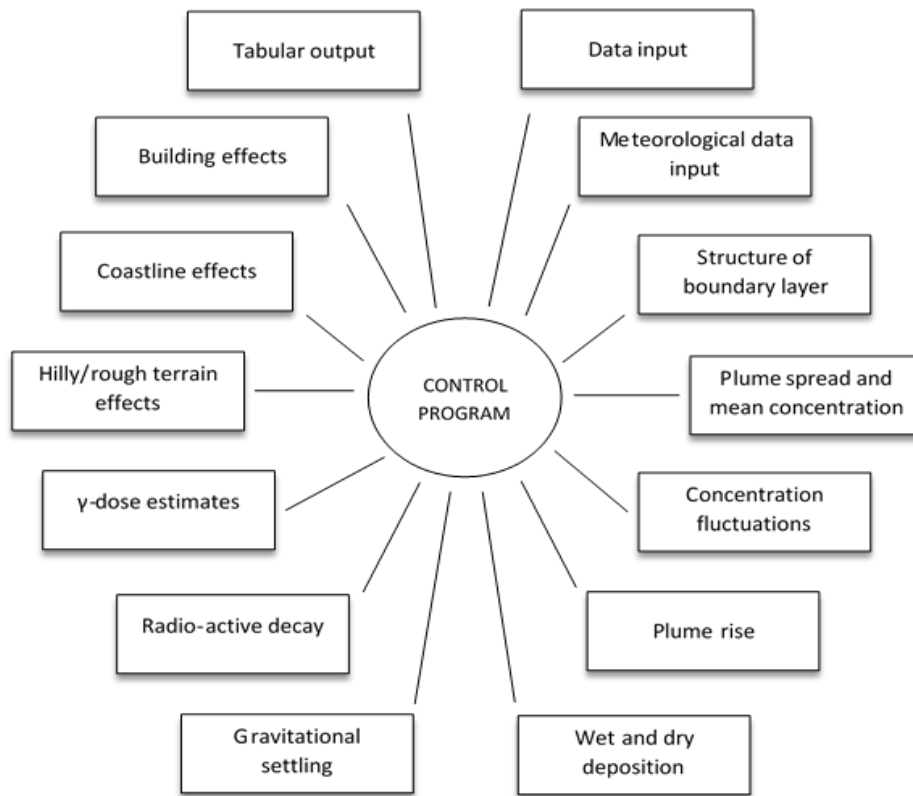 Tabular output
Data input
Building effects
Meteorological data
input
Coastline effects
Structure of
boundary layer
Hilly/rough terrain
effects
CONTROL
PROGRAM
Plume spread and
mean concentration
γ-dose estimates
Concentration
fluctuations
Radio-active decay
Plume rise
Gravitational
settling
Wet and dry
deposition